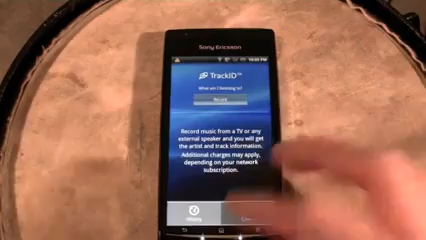 Sony Ericsson
TrackID™
What am I listening to?
Record
Record music from a TV or any
external speaker and you will get
the artist and track information.
Additional charges may apply,
depending on your network
subscription.
History